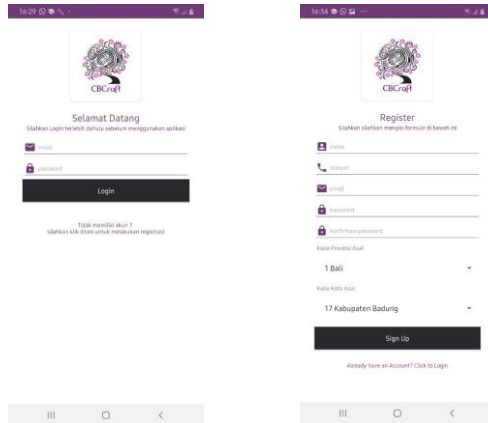 16:29
CBCraft
Selamat Datang
Silahkan Login terlebih dahulu sebelum menggunakan aplikasi
email
password
Login
Tidak memiliki akun ?
silahkan klik disini untuk melakukan registrasi
16:34
CBCraft
Register
Silahkan silahkan mengisi formulir di bawah ini
nama
telepon
email
password
konfirmasi password
Kode Provinsi Asal
1 Bali
Kode Kota Asal
17 Kabupaten Badung
Sign Up
Already have an Account? Click to Login